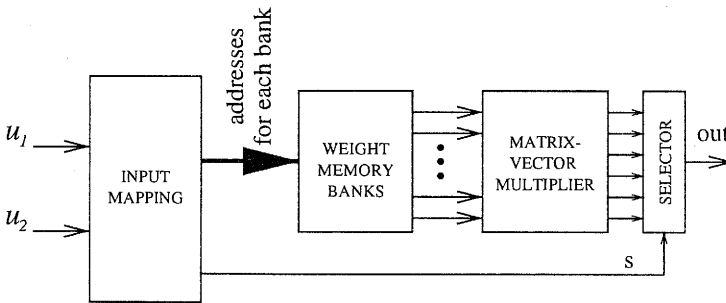 addresses
for each bank
u1
u2
INPUT
MAPPING
WEIGHT
MEMORY
BANKS
MATRIX-
VECTOR
MULTIPLIER
SELECTOR
out
s